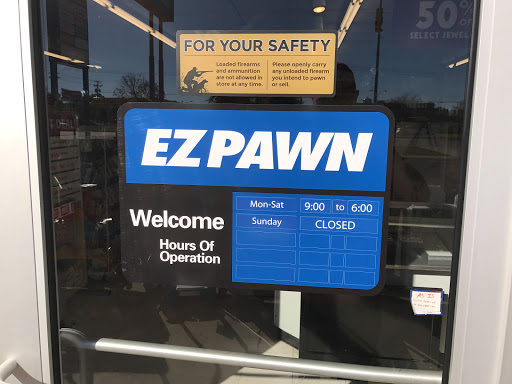 50%
SELECT JEWEL
FOR YOUR SAFETY
Loaded firearms
and ammunition
are not allowed in
store at any time.
Please openly carry
any unloaded firearm
you intend to pawn
or sell.
EZPAWN
Welcome
Hours Of
Operation
Mon-Sat 9:00 to 6:00
Sunday CLOSED
AS IS